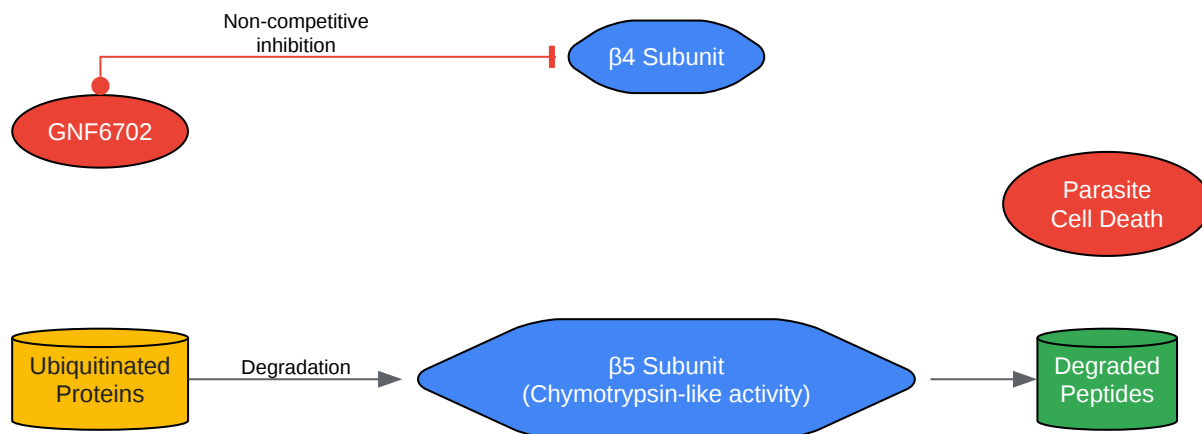 Non-competitive
inhibition
β4 Subunit
GNF6702
Parasite
Cell Death
Ubiquitinated
Proteins
Degradation
β5 Subunit
(Chymotrypsin-like activity)
Degraded
Peptides